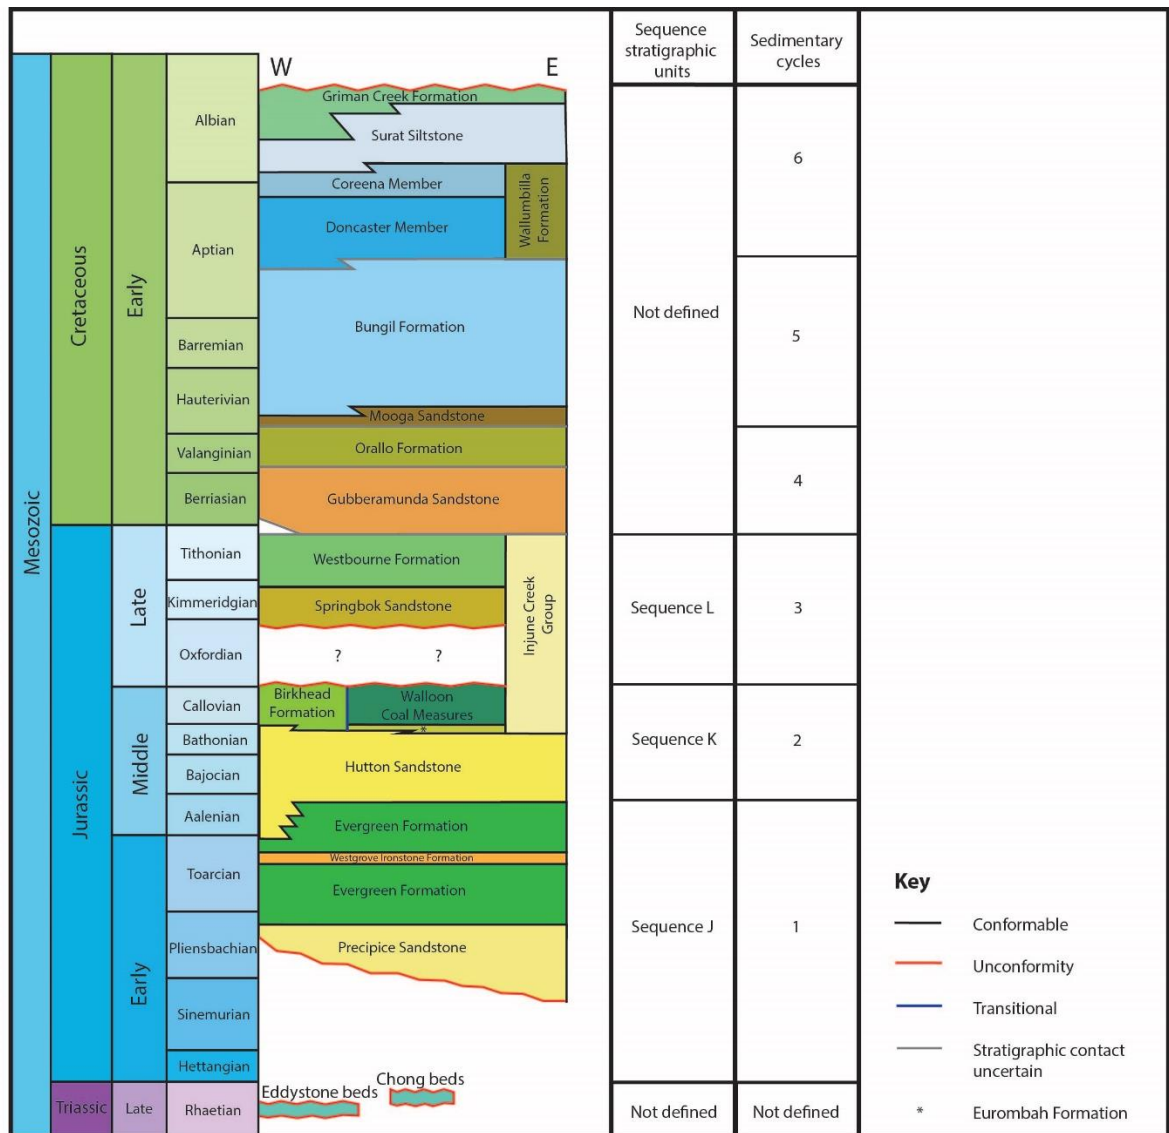 Sequence
stratigraphic
units
Sedimentary
cycles
W
E
Mesozoic
Cretaceous
Early
Albian
Aptian
Barremian
Hauterivian
Valanginian
Berriasian
Jurassic
Late
Tithonian
Kimmeridgian
Oxfordian
Middle
Callovian
Bathonian
Bajocian
Aalenian
Early
Toarcian
Pliensbachian
Sinemurian
Hettangian
Triassic
Late
Rhaetian
Griman Creek Formation
Surat Siltstone
Coreena Member
Doncaster Member
Wallumbilla
Formation
Bungil Formation
Mooga Sandstone
Orallo Formation
Gubberamunda Sandstone
Westbourne Formation
Springbok Sandstone
Injune Creek
Group
?
?
Birkhead
Formation
Walloon
Coal Measures
*
Hutton Sandstone
Evergreen Formation
Westgrove Ironstone Formation
Evergreen Formation
Precipice Sandstone
Eddystone beds
Chong beds
Not defined
Sequence L
Sequence K
Sequence J
Not defined
6
5
4
3
2
1
Not defined
Key
Conformable
Unconformity
Transitional
Stratigraphic contact
uncertain
* Eurombah Formation